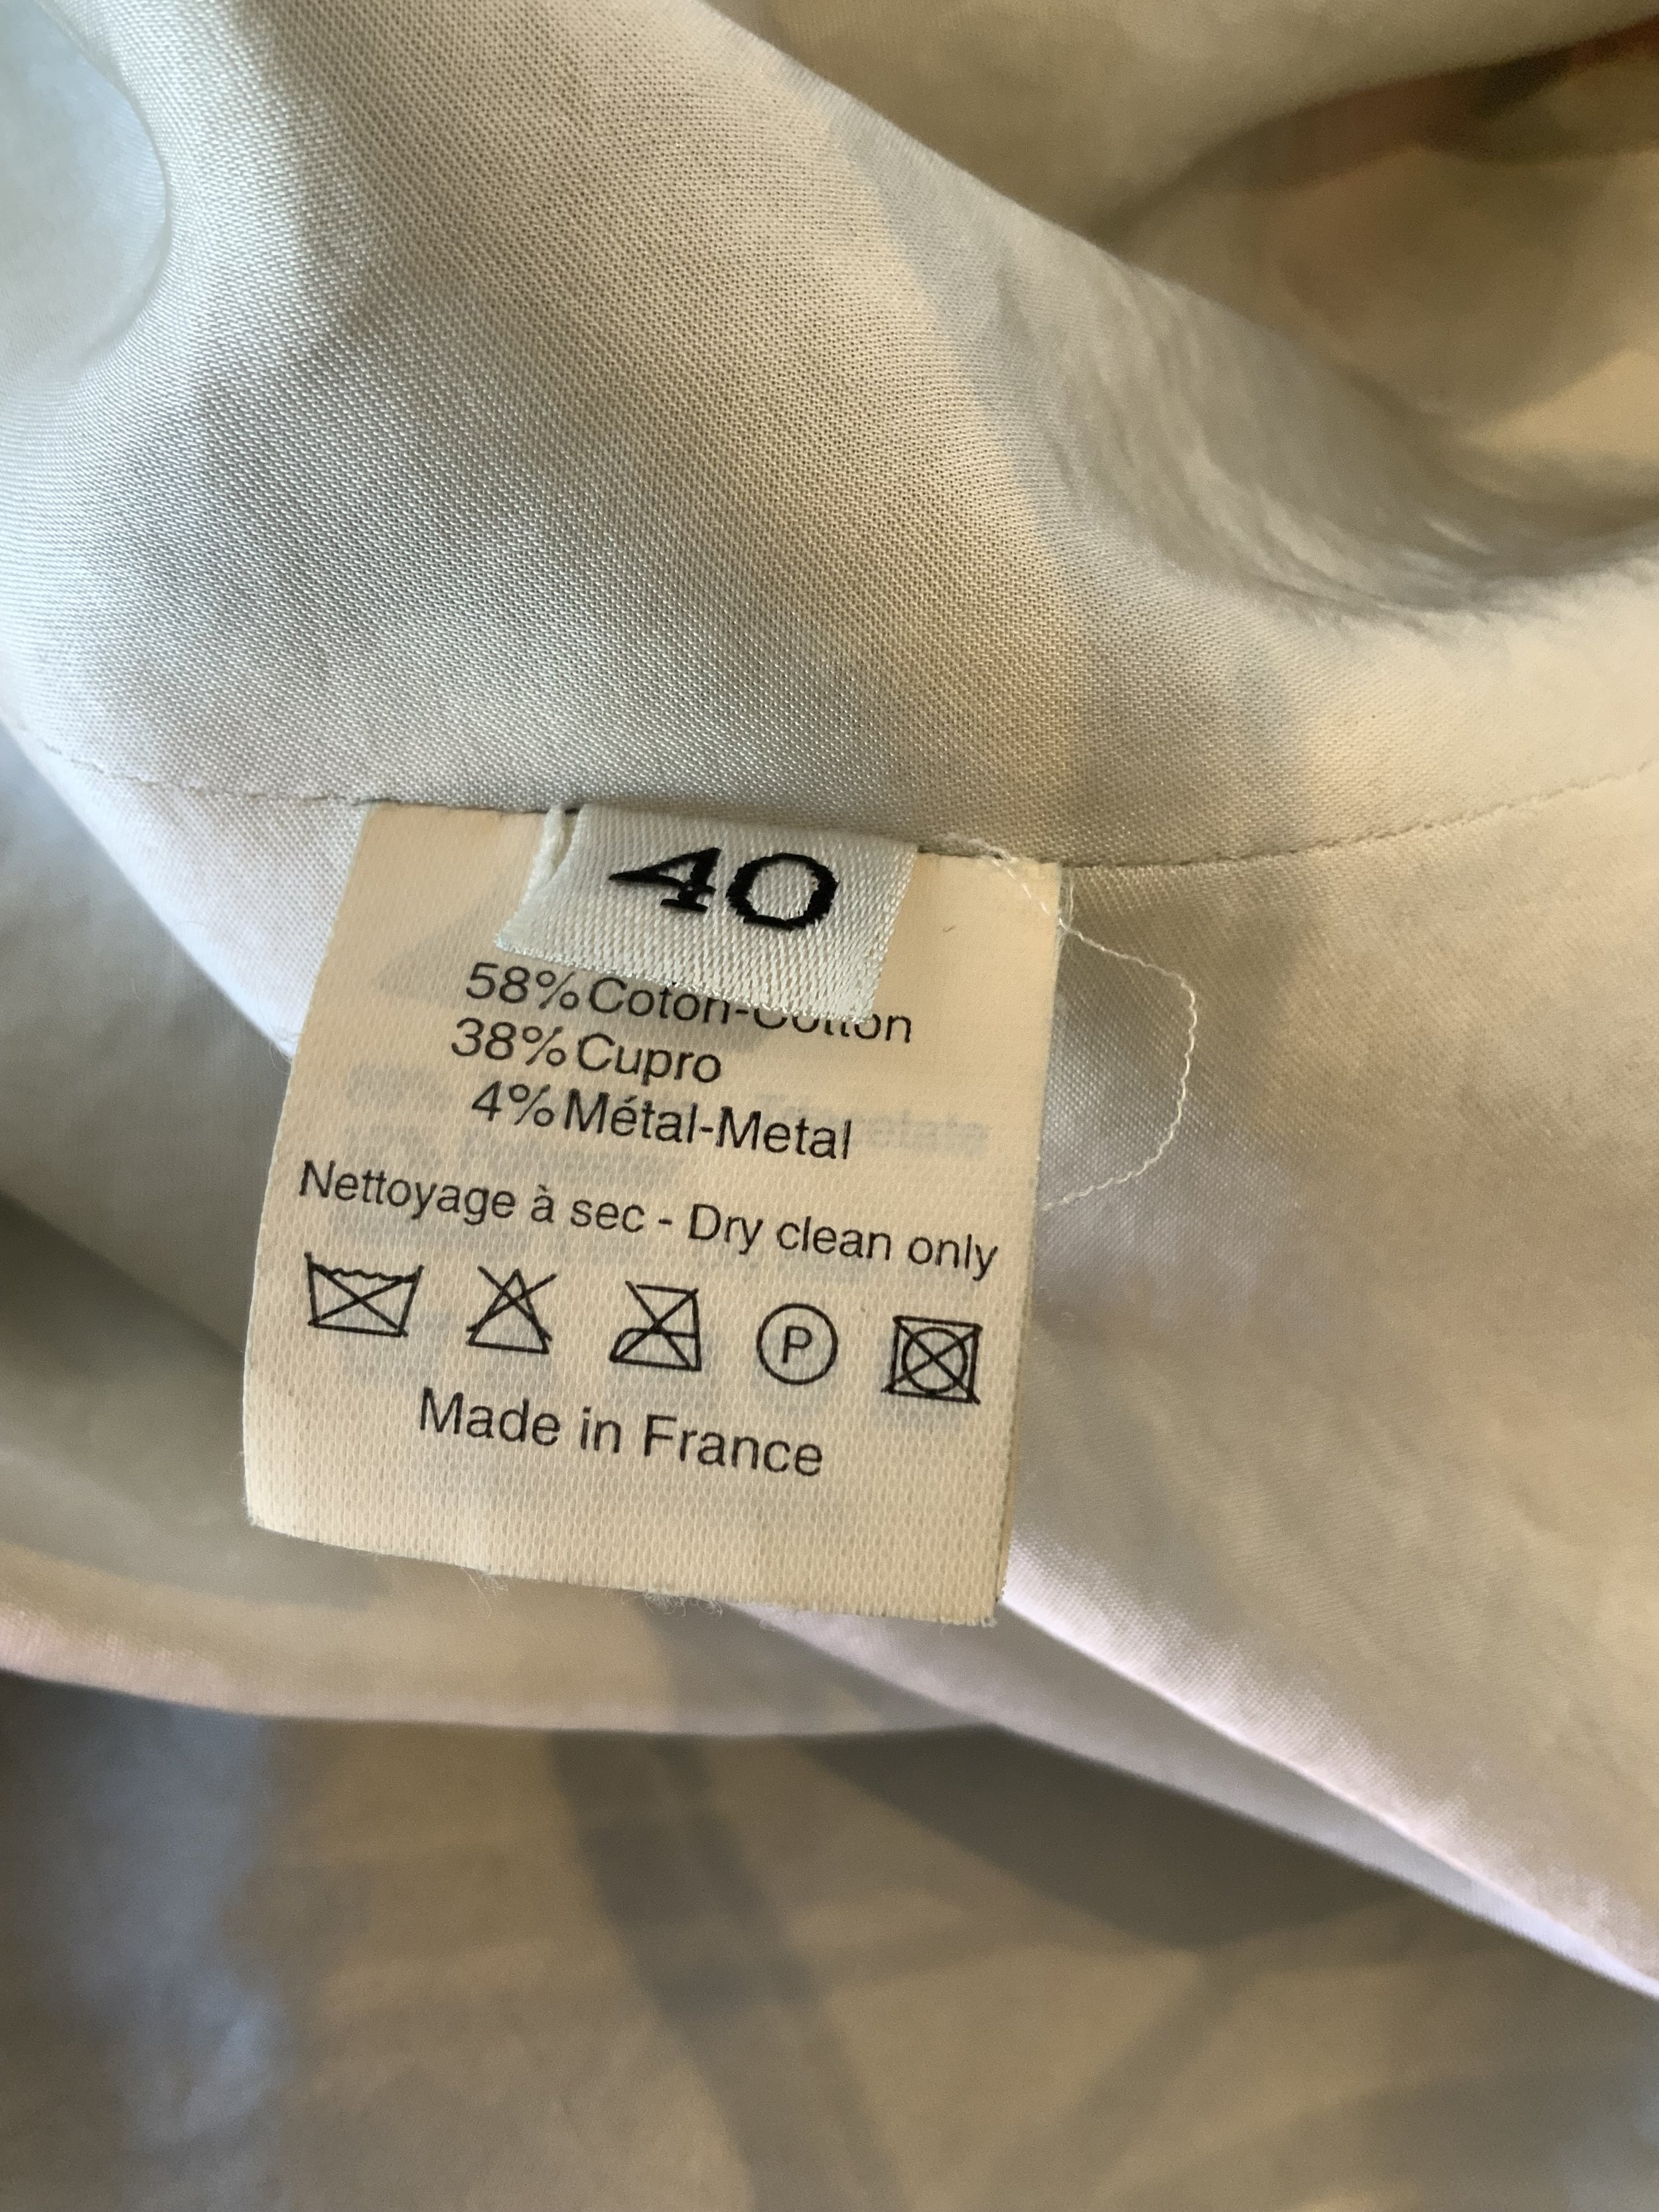 40
58% Coton-Cotton
38% Cupro
4% Métal-Metal
Nettoyage à sec - Dry clean only
P
Made in France